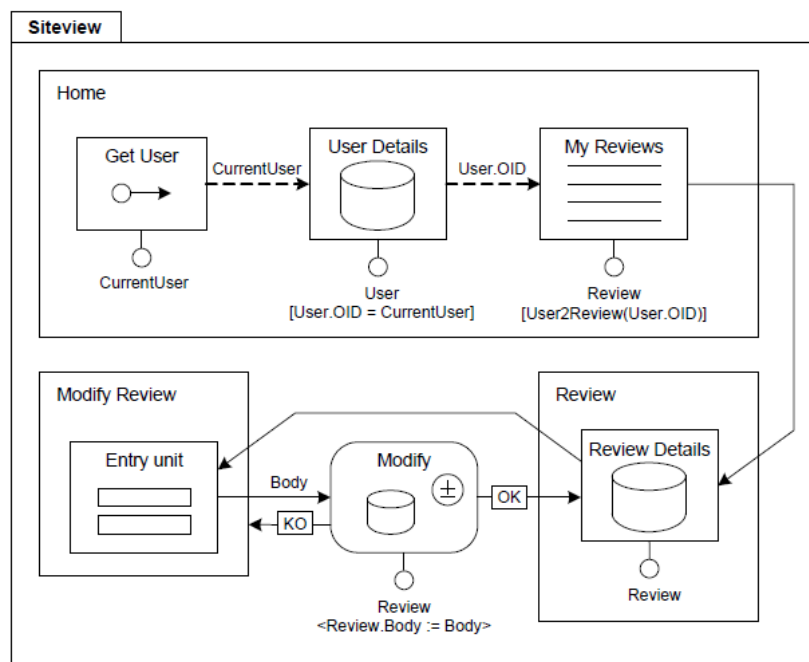 Siteview
Home
Get User
CurrentUser
User Details
User.OID
My Reviews
CurrentUser
User
[User.OID = CurrentUser]
Review
[User2Review(User.OID)]
Modify Review
Entry unit
Body
KO
Modify
±
OK
Review
<Review.Body := Body>
Review
Review Details
Review